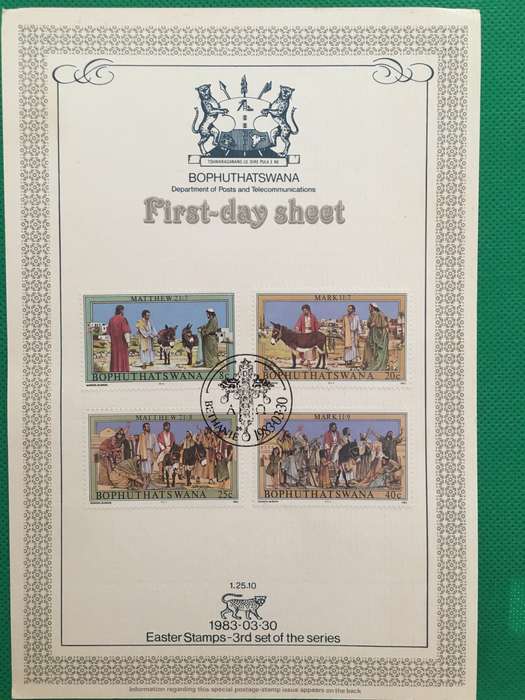 TSHWARAGANANG LE DIRE PULA E NE
BOPHUTHATSWANA
Department of Posts and Telecommunications
First-day sheet
MATTHEW 21:7
8c
BOPHUTHATSWANA
MARK 11:7
20c
BOPHUTHATSWANA
BETHANIE 1983-03-30
MATTHEW 21:8
BOPHUTHATSWANA 25c
MARK 11:9
BOPHUTHATSWANA 40c
1.25.10
1983-03-30
Easter Stamps-3rd set of the series
Information regarding this special postage-stamp issue appears on the back